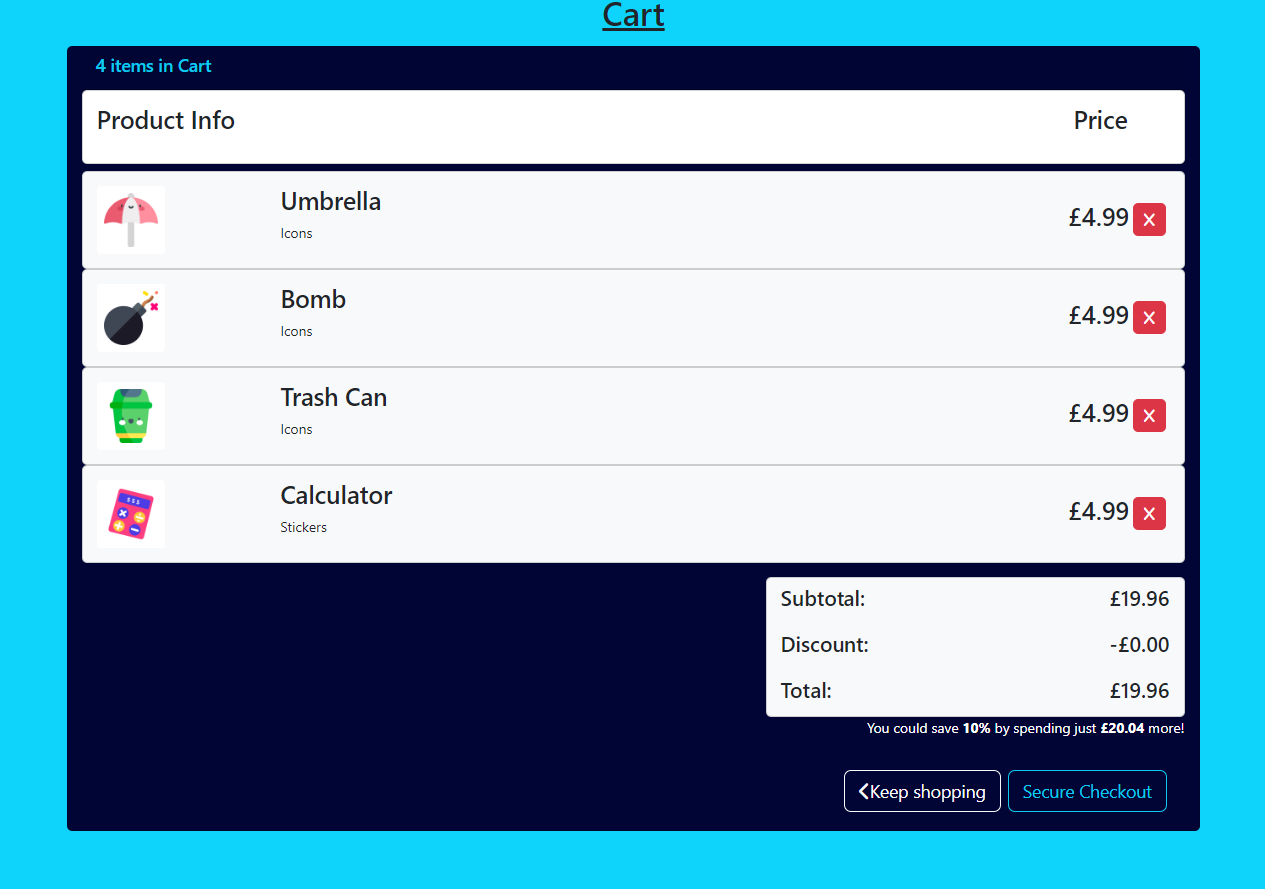 Cart
4 items in Cart
Product Info Price
Umbrella
Icons
£4.99 X
Bomb
Icons
£4.99 X
Trash Can
Icons
£4.99 X
Calculator
Stickers
£4.99 X
Subtotal: £19.96
Discount: -£0.00
Total: £19.96
You could save 10% by spending just £20.04 more!
Keep shopping Secure Checkout